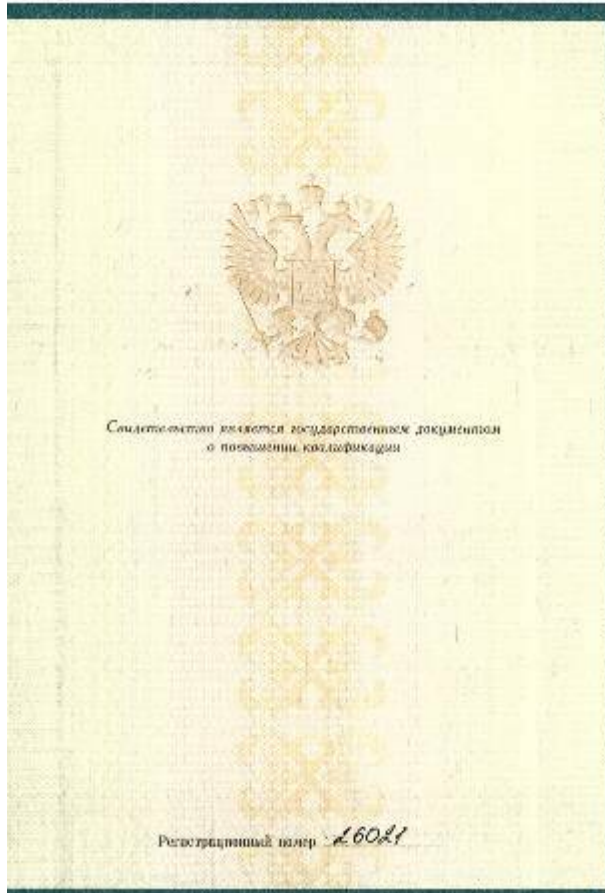 Свидетельство является государственным документом
о повышении квалификации
Регистрационный номер 26021